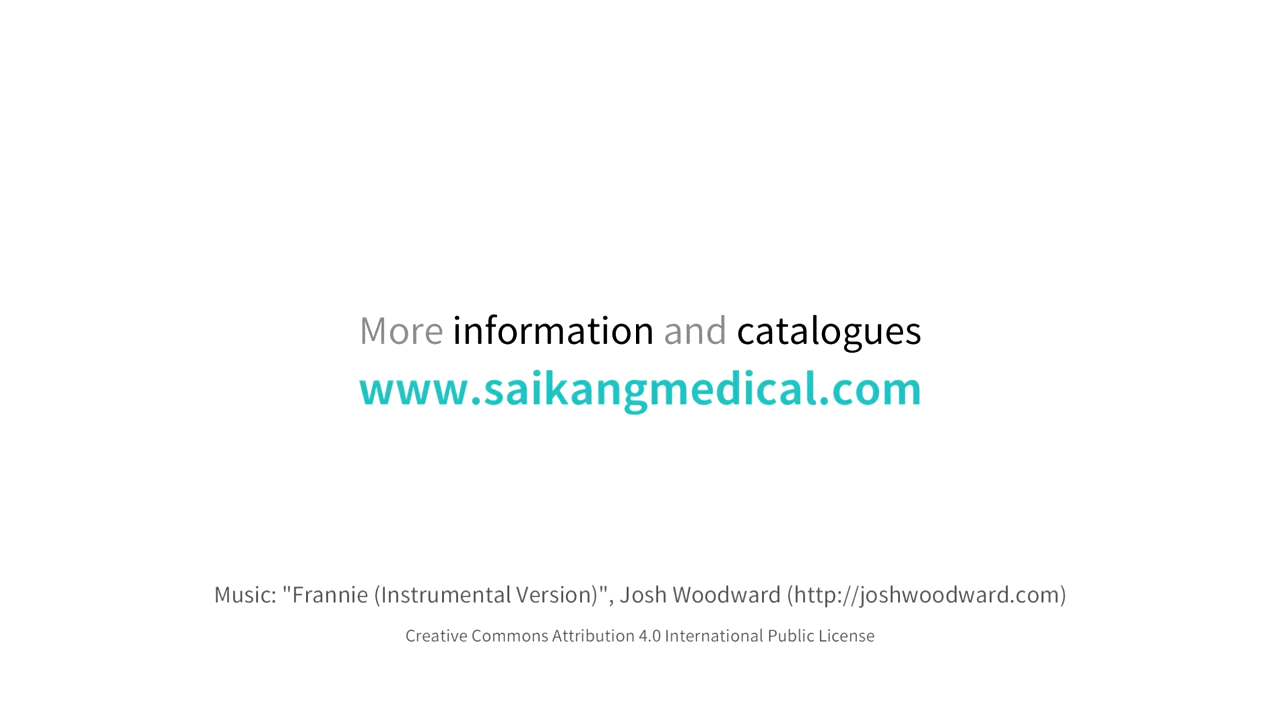 More information and catalogues
www.saikangmedical.com
Music: "Frannie (Instrumental Version)", Josh Woodward (http://joshwoodward.com)
Creative Commons Attribution 4.0 International Public License